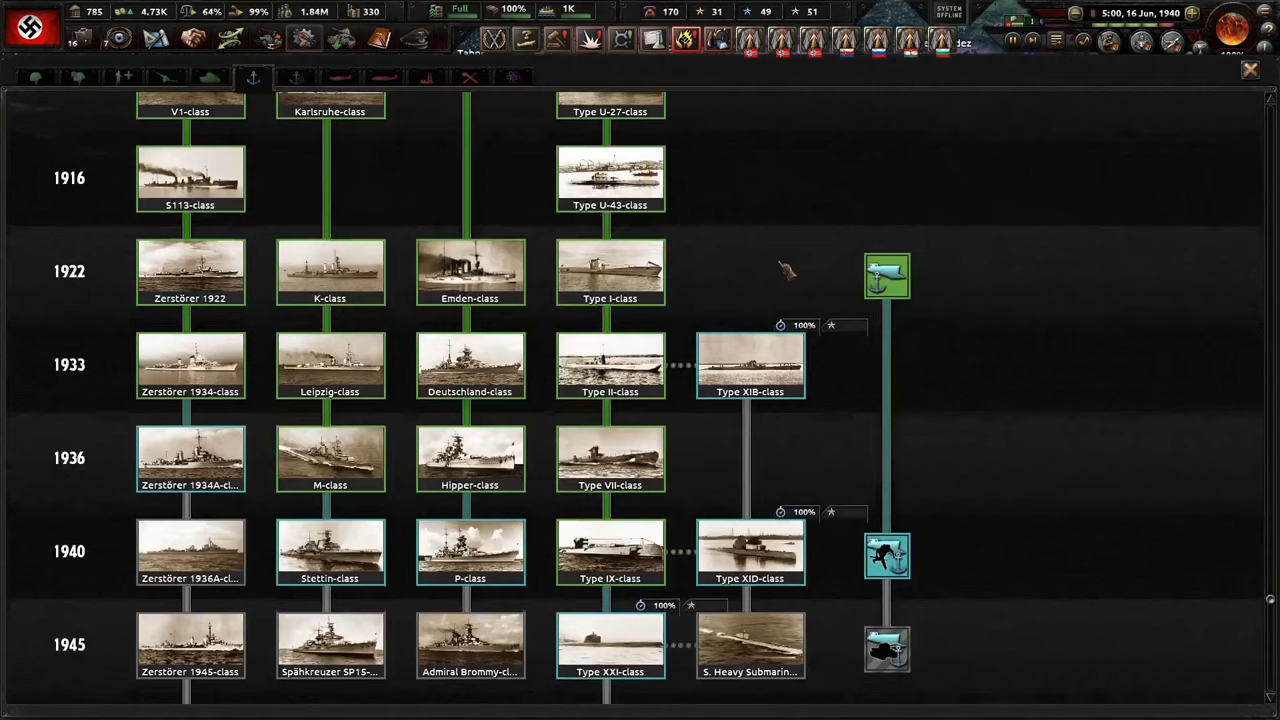 785 4.73K 64% 99% 1.84M 330 Full 100% 1K 170 31 49 51 SYSTEM OFFLINE 5:00, 16 Jun, 1940
16 7
V1-class Karlsruhe-class Type U-27-class
1916
S113-class Type U-43-class
1922
Zerstörer 1922 K-class Emden-class Type I-class
100%
1933
Zerstörer 1934-class Leipzig-class Deutschland-class Type II-class Type XIB-class
1936
Zerstörer 1934A-cl... M-class Hipper-class Type VII-class
100%
1940
Zerstörer 1936A-cl... Stettin-class P-class Type IX-class Type XID-class
100%
1945
Zerstörer 1945-class Spähkreuzer SP15-... Admiral Brommy-cl... Type XXI-class S. Heavy Submarin...